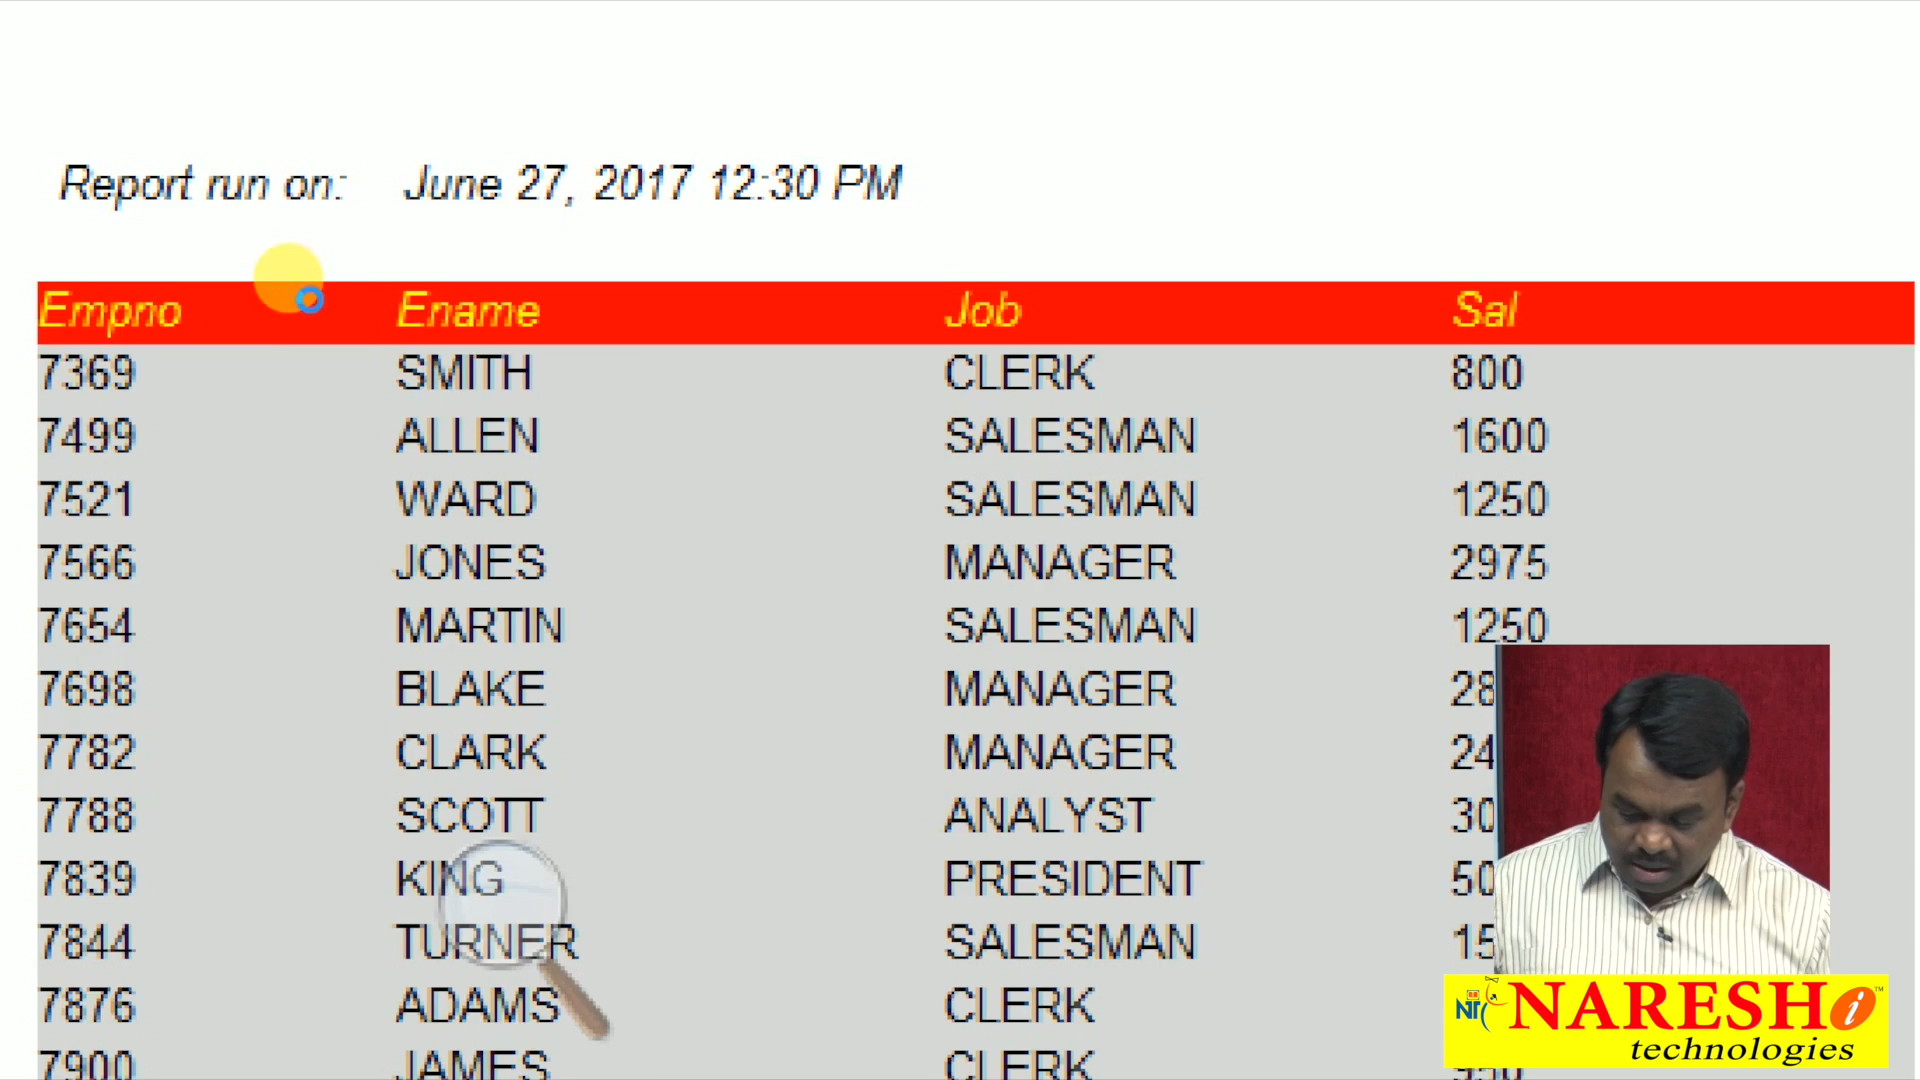 Report run on: June 27, 2017 12:30 PM
Empno Ename Job Sal
7369 SMITH CLERK 800
7499 ALLEN SALESMAN 1600
7521 WARD SALESMAN 1250
7566 JONES MANAGER 2975
7654 MARTIN SALESMAN 1250
7698 BLAKE MANAGER 28
7782 CLARK MANAGER 24
7788 SCOTT ANALYST 30
7839 KING PRESIDENT 50
7844 TURNER SALESMAN 15
7876 ADAMS CLERK
7900 JAMES CLERK 950
NARESH i ™
technologies